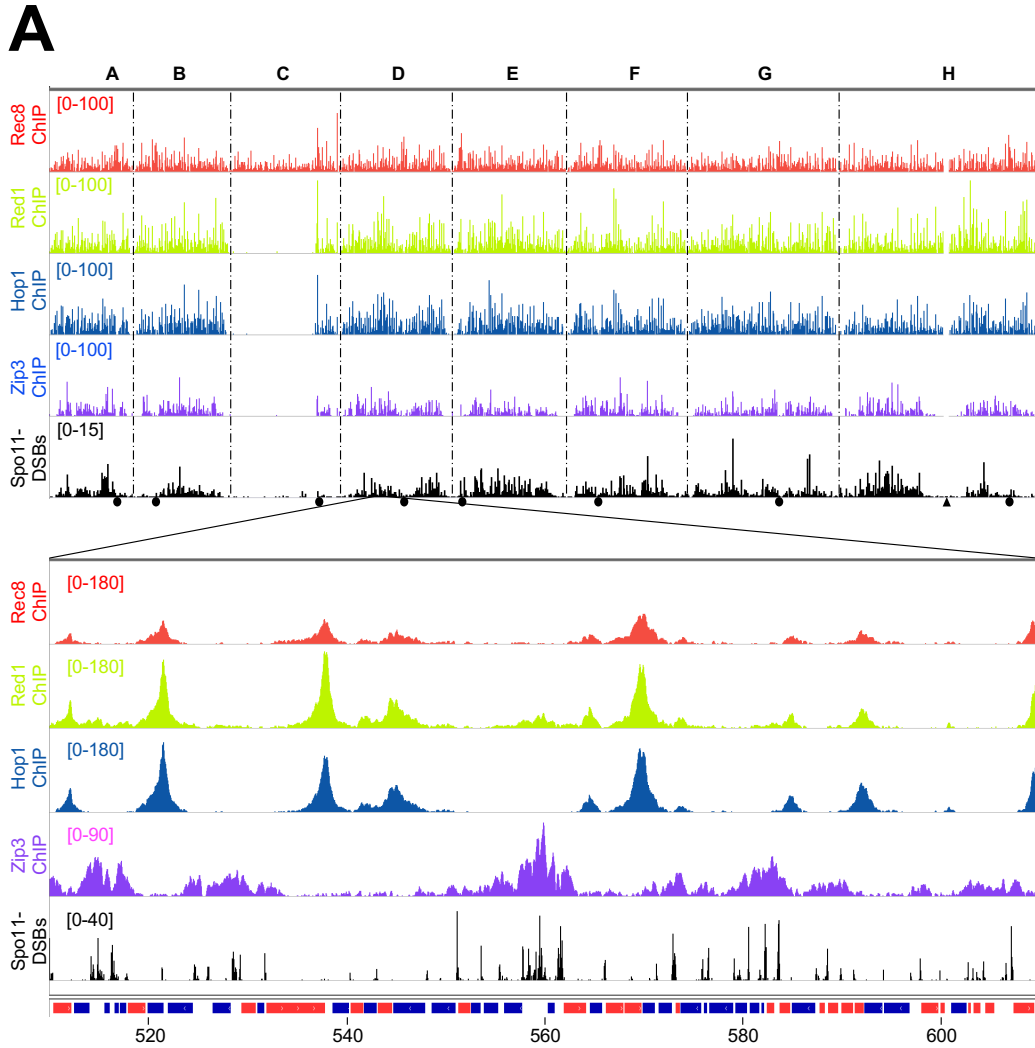 A
A B C D E F G H
Rec8 ChIP [0-100]
Red1 ChIP [0-100]
Hop1 ChIP [0-100]
Zip3 ChIP [0-100]
Spo11- DSBs [0-15]
Rec8 ChIP [0-180]
Red1 ChIP [0-180]
Hop1 ChIP [0-180]
Zip3 ChIP [0-90]
Spo11- DSBs [0-40]
520 540 560 580 600